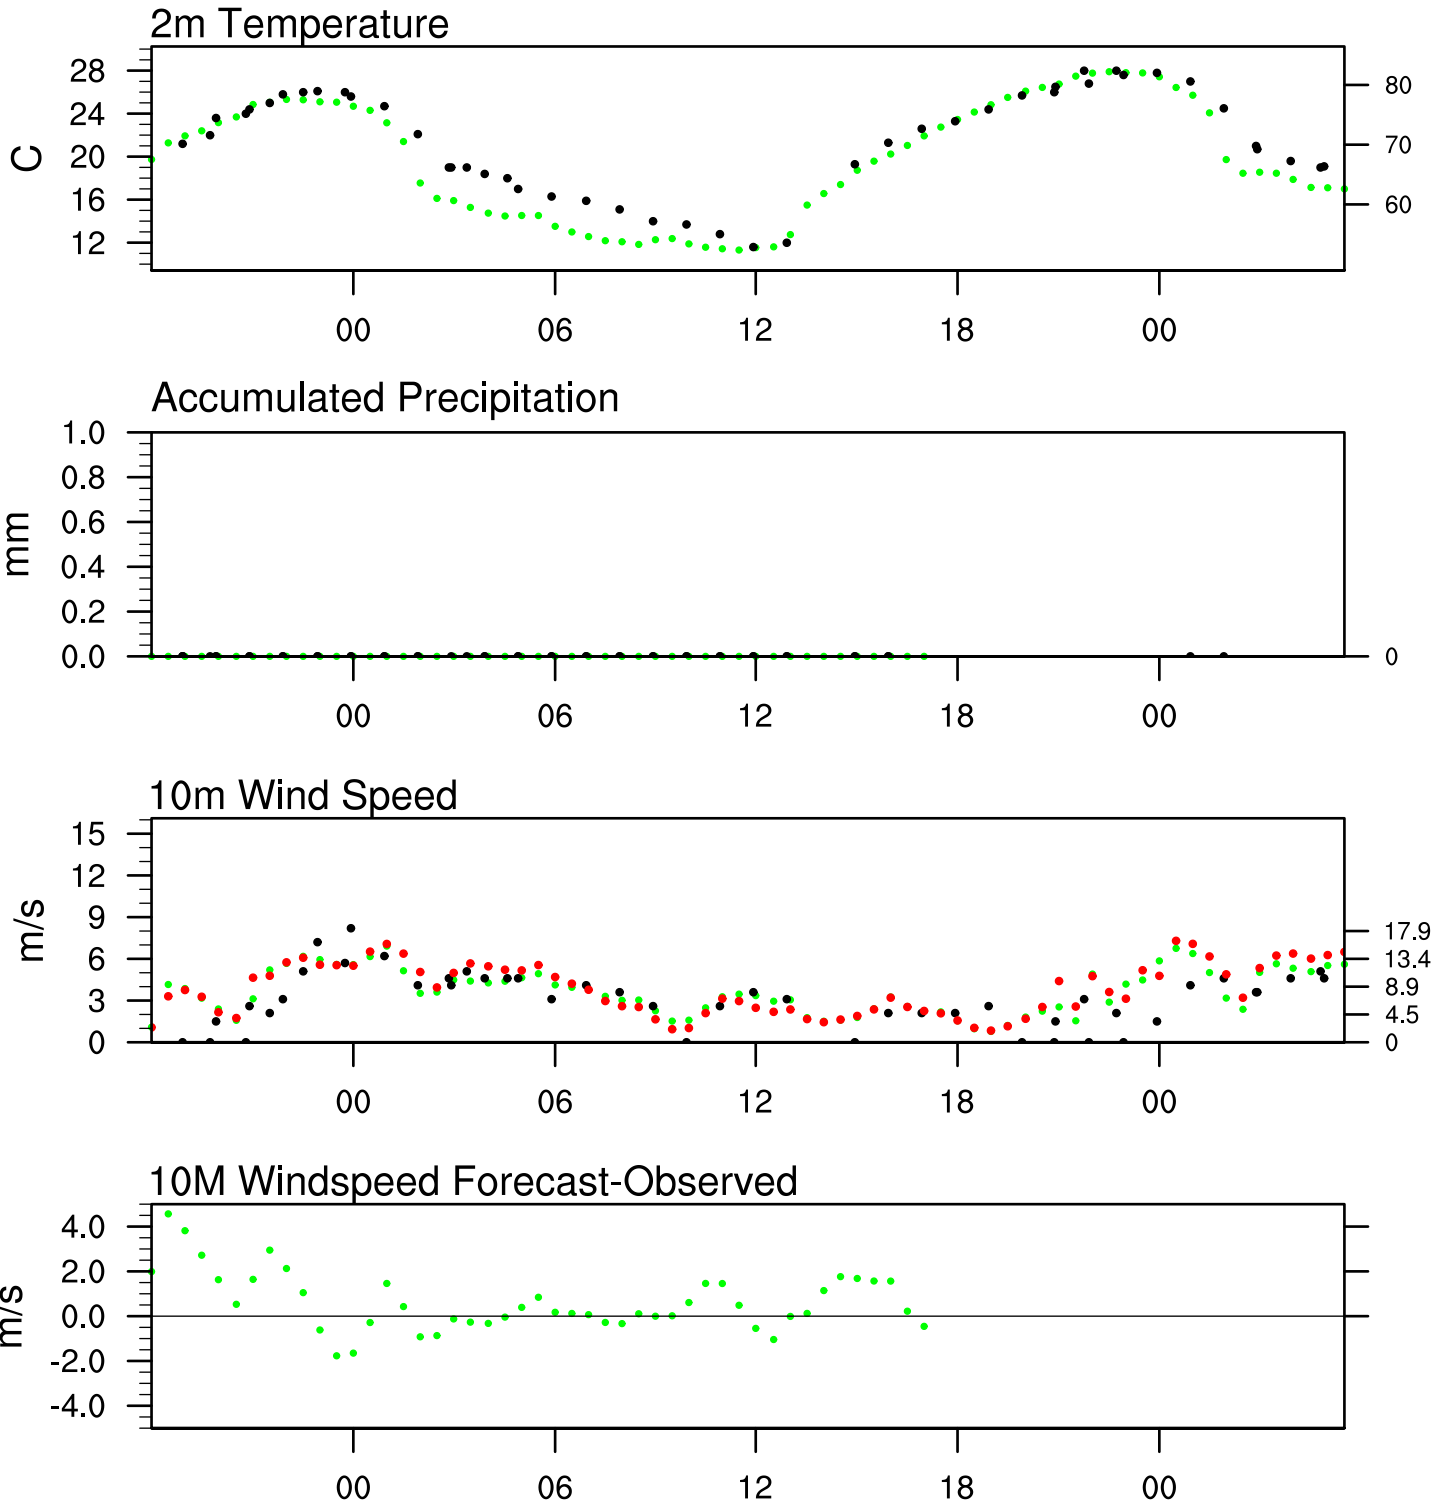 2m Temperature
28
24
20
16
12
C
80
70
60
00 06 12 18 00
Accumulated Precipitation
1.0
0.8
0.6
0.4
0.2
0.0
mm
0
00 06 12 18 00
10m Wind Speed
15
12
9
6
3
0
m/s
17.9
13.4
8.9
4.5
0
00 06 12 18 00
10M Windspeed Forecast-Observed
4.0
2.0
0.0
-2.0
-4.0
m/s
00 06 12 18 00